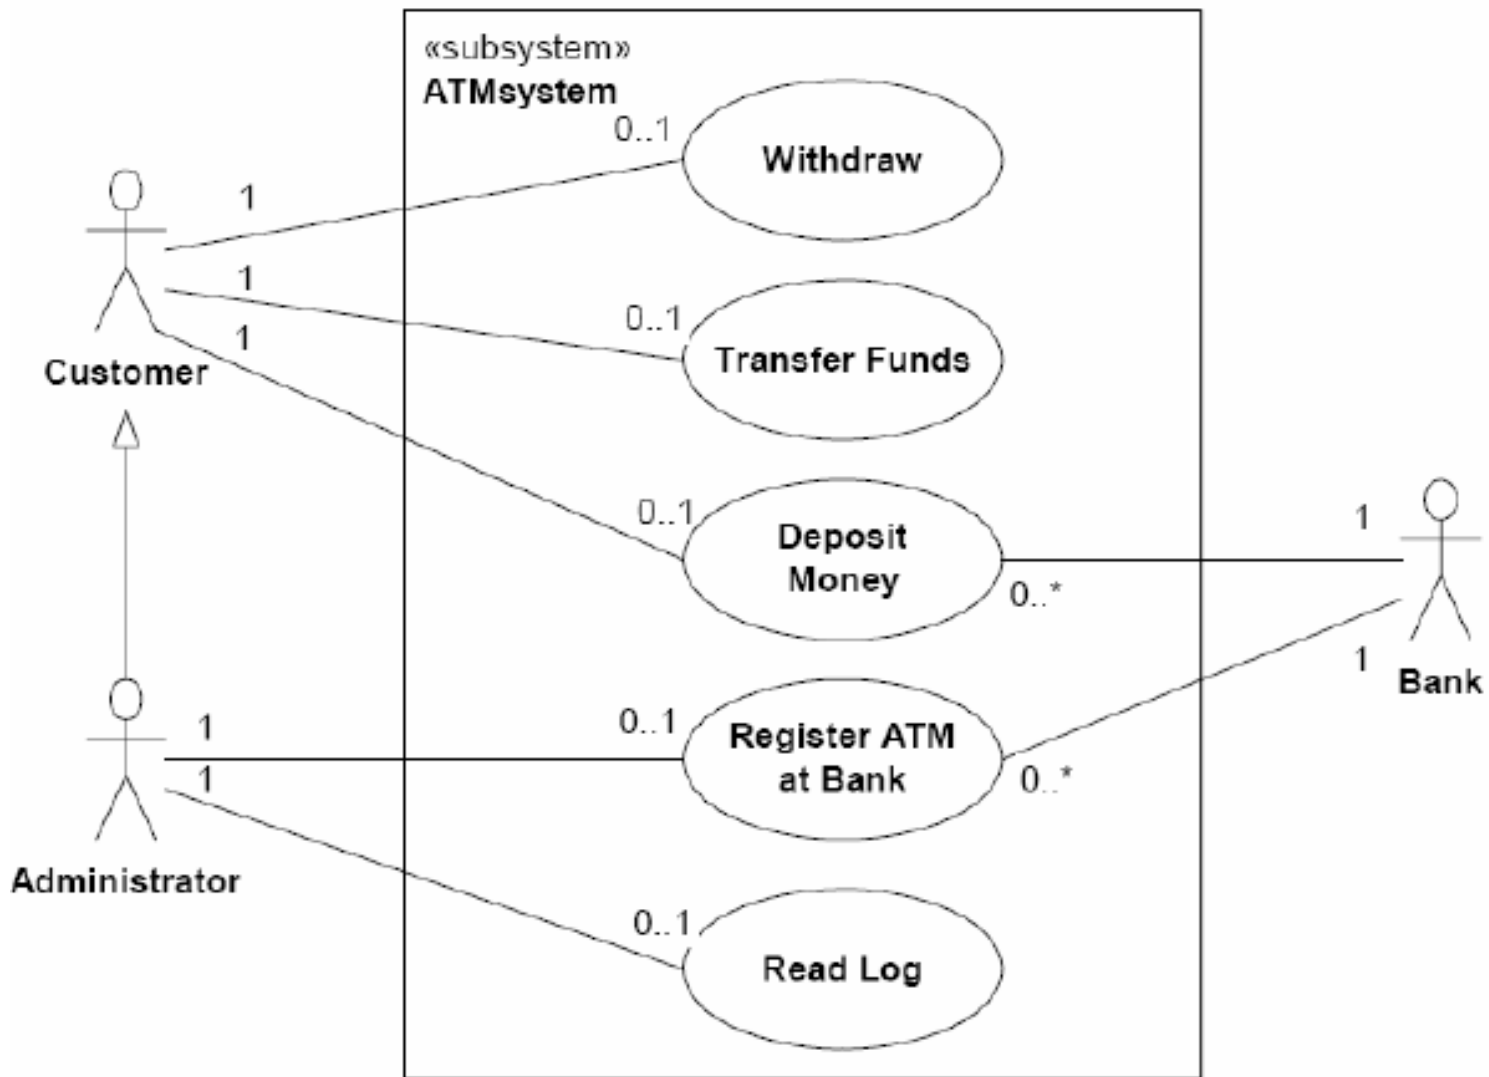 «subsystem»
ATMsystem
0..1
Withdraw
1
1
0..1
Transfer Funds
1
Customer
0..1
Deposit
Money
1
0..*
1
0..1
Register ATM
at Bank
1
Bank
1
0..*
Administrator
0..1
Read Log